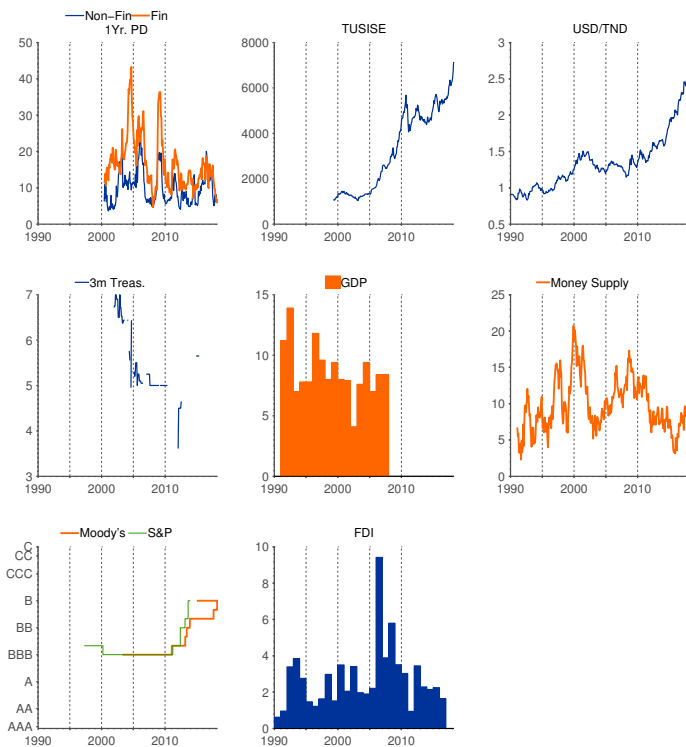 Non−Fin Fin
1Yr. PD
50
40
30
20
10
0
1990 2000 2010
TUSISE
8000
6000
4000
2000
0
1990 2000 2010
USD/TND
3
2.5
2
1.5
1
0.5
1990 2000 2010
3m Treas.
7
6
5
4
3
1990 2000 2010
GDP
15
10
5
0
1990 2000 2010
Money Supply
25
20
15
10
5
0
1990 2000 2010
Moody's S&P
C
CC
CCC
B
BB
BBB
A
AA
AAA
1990 2000 2010
FDI
10
8
6
4
2
0
1990 2000 2010